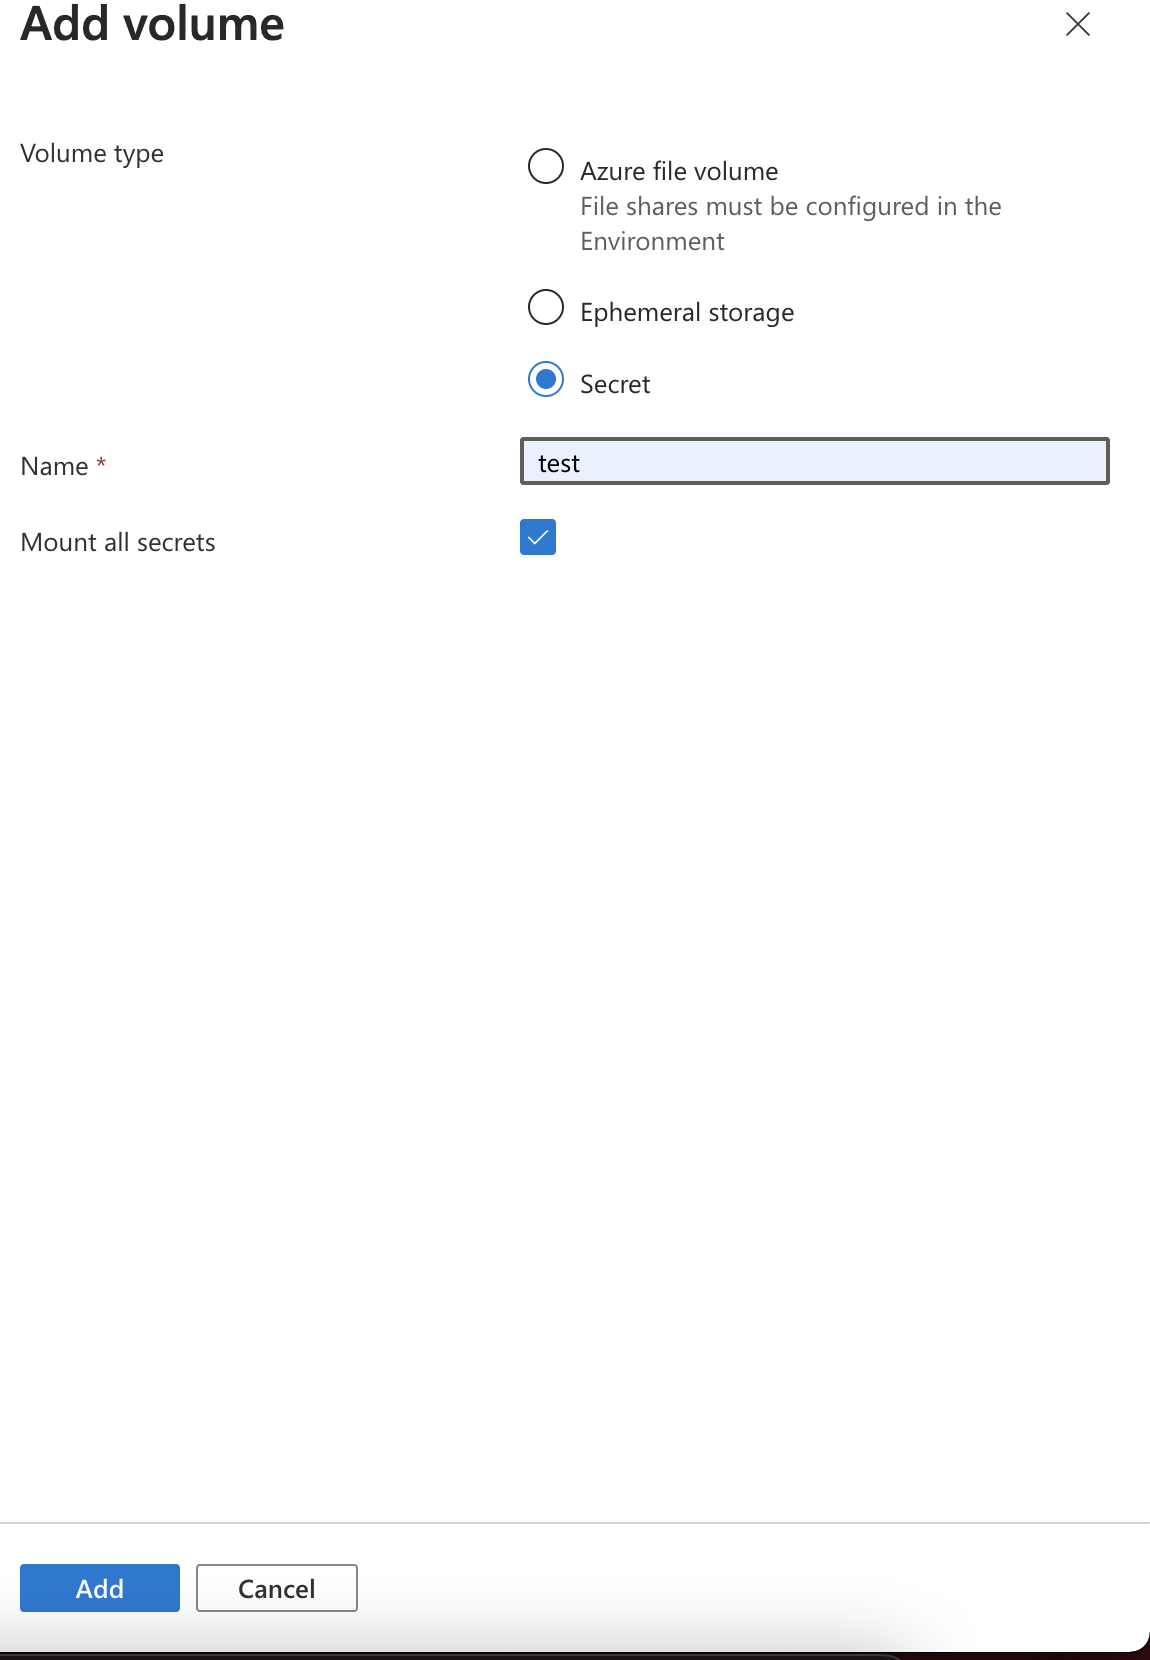 Add volume
Volume type
Azure file volume
File shares must be configured in the
Environment
Ephemeral storage
Secret
Name *
test
Mount all secrets
Add
Cancel